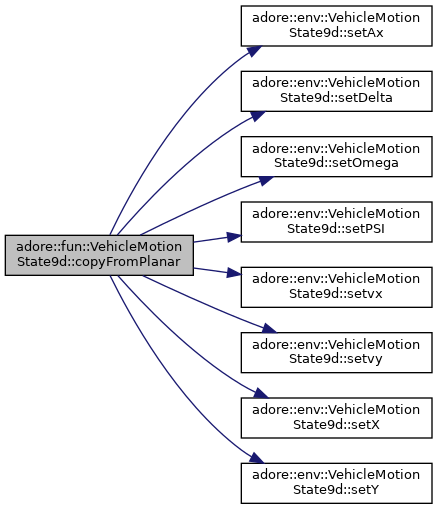 adore::env::VehicleMotion
State9d::setAx
adore::env::VehicleMotion
State9d::setDelta
adore::env::VehicleMotion
State9d::setOmega
adore::fun::VehicleMotion
State9d::copyFromPlanar
adore::env::VehicleMotion
State9d::setPSI
adore::env::VehicleMotion
State9d::setvx
adore::env::VehicleMotion
State9d::setvy
adore::env::VehicleMotion
State9d::setX
adore::env::VehicleMotion
State9d::setY